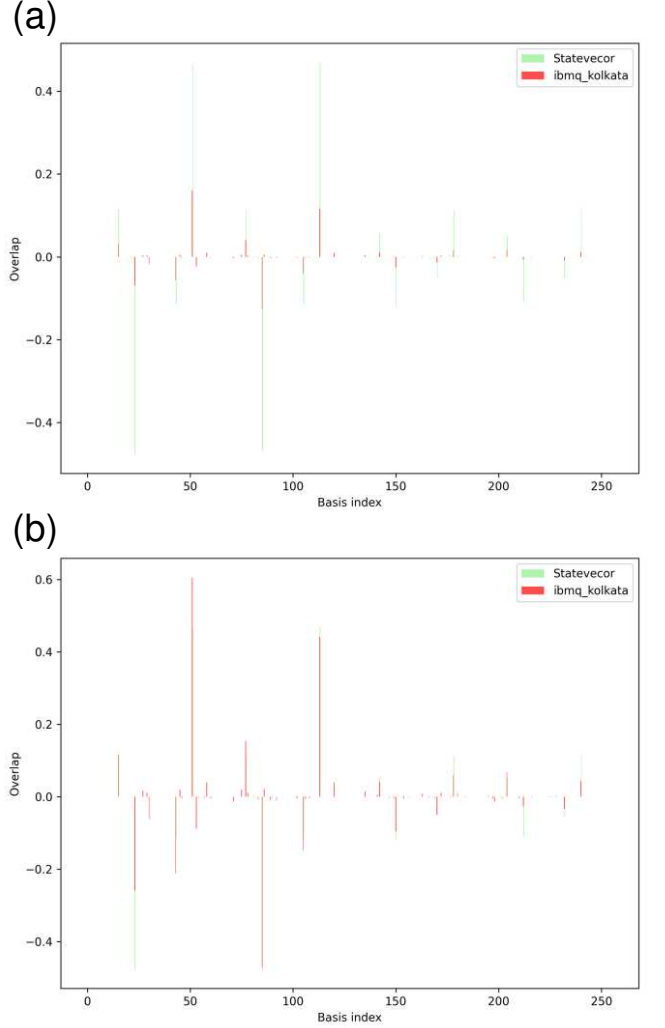 (a)
Statevecor
ibmq_kolkata
0.4
0.2
0.0
−0.2
−0.4
Overlap
0 50 100 150 200 250
Basis index
(b)
Statevecor
ibmq_kolkata
0.6
0.4
0.2
0.0
−0.2
−0.4
Overlap
0 50 100 150 200 250
Basis index